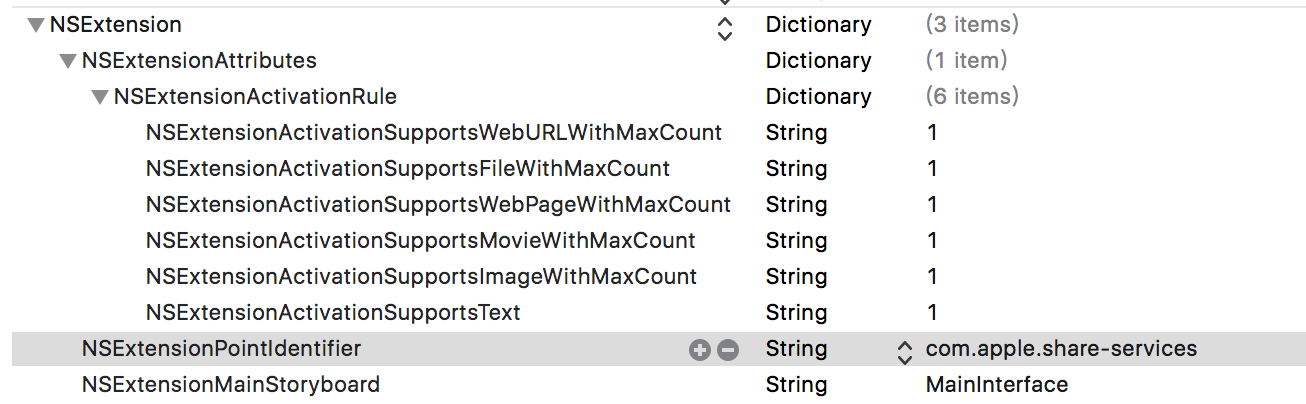 NSExtension Dictionary (3 items)
NSExtensionAttributes Dictionary (1 item)
NSExtensionActivationRule Dictionary (6 items)
NSExtensionActivationSupportsWebURLWithMaxCount String 1
NSExtensionActivationSupportsFileWithMaxCount String 1
NSExtensionActivationSupportsWebPageWithMaxCount String 1
NSExtensionActivationSupportsMovieWithMaxCount String 1
NSExtensionActivationSupportsImageWithMaxCount String 1
NSExtensionActivationSupportsText String 1
NSExtensionPointIdentifier String com.apple.share-services
NSExtensionMainStoryboard String MainInterface